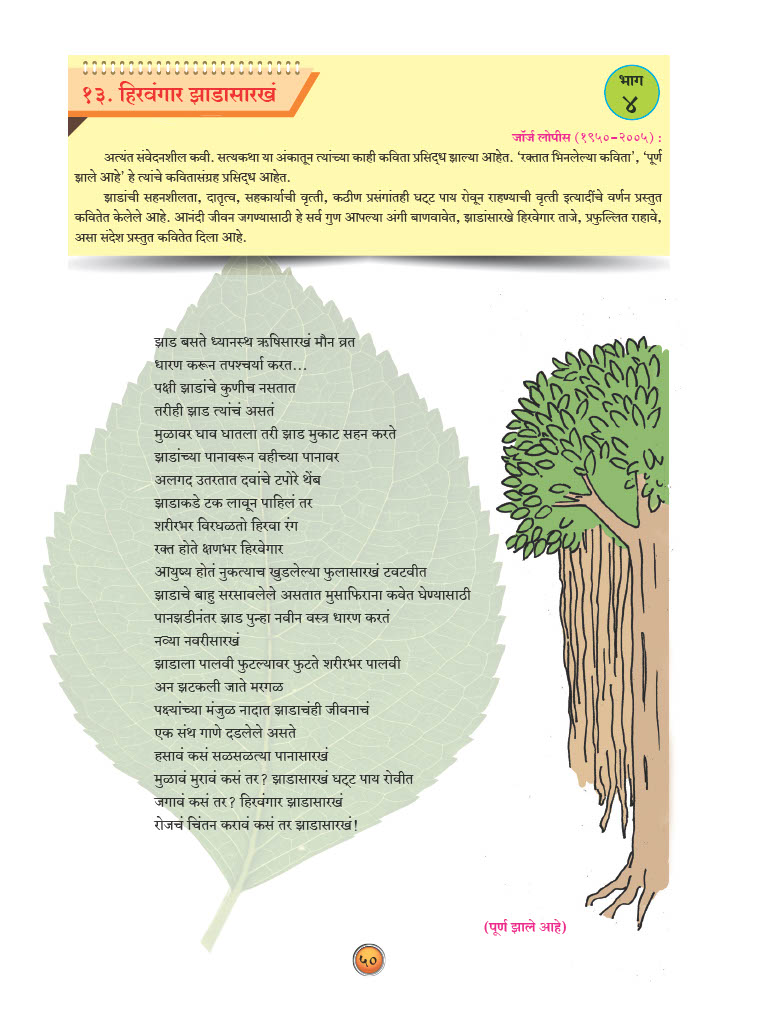 १३. हिरवंगार झाडासारखं
भाग
४
जॉर्ज लोपीस (१९५०-२००५) :
अत्यंत संवेदनशील कवी. सत्यकथा या अंकातून त्यांच्या काही कविता प्रसिद्ध झाल्या आहेत. ‘रक्तात भिनलेल्या कविता’, ‘पूर्ण
झाले आहे’ हे त्यांचे कवितासंग्रह प्रसिद्ध आहेत.
झाडांची सहनशीलता, दातृत्व, सहकार्याची वृत्ती, कठीण प्रसंगांतही घट्ट पाय रोवून राहण्याची वृत्ती इत्यादींचे वर्णन प्रस्तुत
कवितेत केलेले आहे. आनंदी जीवन जगण्यासाठी हे सर्व गुण आपल्या अंगी बाणवावेत, झाडांसारखे हिरवेगार ताजे, प्रफुल्लित राहावे,
असा संदेश प्रस्तुत कवितेत दिला आहे.
झाड बसते ध्यानस्थ ऋषिसारखं मौन व्रत
धारण करून तपश्चर्या करत...
पक्षी झाडांचे कुणीच नसतात
तरीही झाड त्यांचं असतं
मुळावर घाव घातला तरी झाड मुकाट सहन करते
झाडांच्या पानावरून वहीच्या पानावर
अलगद उतरतात दवांचे टपोरे थेंब
झाडाकडे टक लावून पाहिलं तर
शरीरभर विरघळतो हिरवा रंग
रक्त होते क्षणभर हिरवेगार
आयुष्य होतं नुकत्याच खुडलेल्या फुलासारखं टवटवीत
झाडाचे बाहु सरसावलेले असतात मुसाफिराना कवेत घेण्यासाठी
पानझडीनंतर झाड पुन्हा नवीन वस्त्र धारण करतं
नव्या नवरीसारखं
झाडाला पालवी फुटल्यावर फुटते शरीरभर पालवी
अन झटकली जाते मरगळ
पक्ष्यांच्या मंजुळ नादात झाडाचंही जीवनाचं
एक संथ गाणे दडलेले असते
हसावं कसं सळसळत्या पानासारखं
मुळावं मुरावं कसं तर? झाडासारखं घट्ट पाय रोवीत
जगावं कसं तर? हिरवंगार झाडासारखं
रोजचं चिंतन करावं कसं तर झाडासारखं!
(पूर्ण झाले आहे)
५०